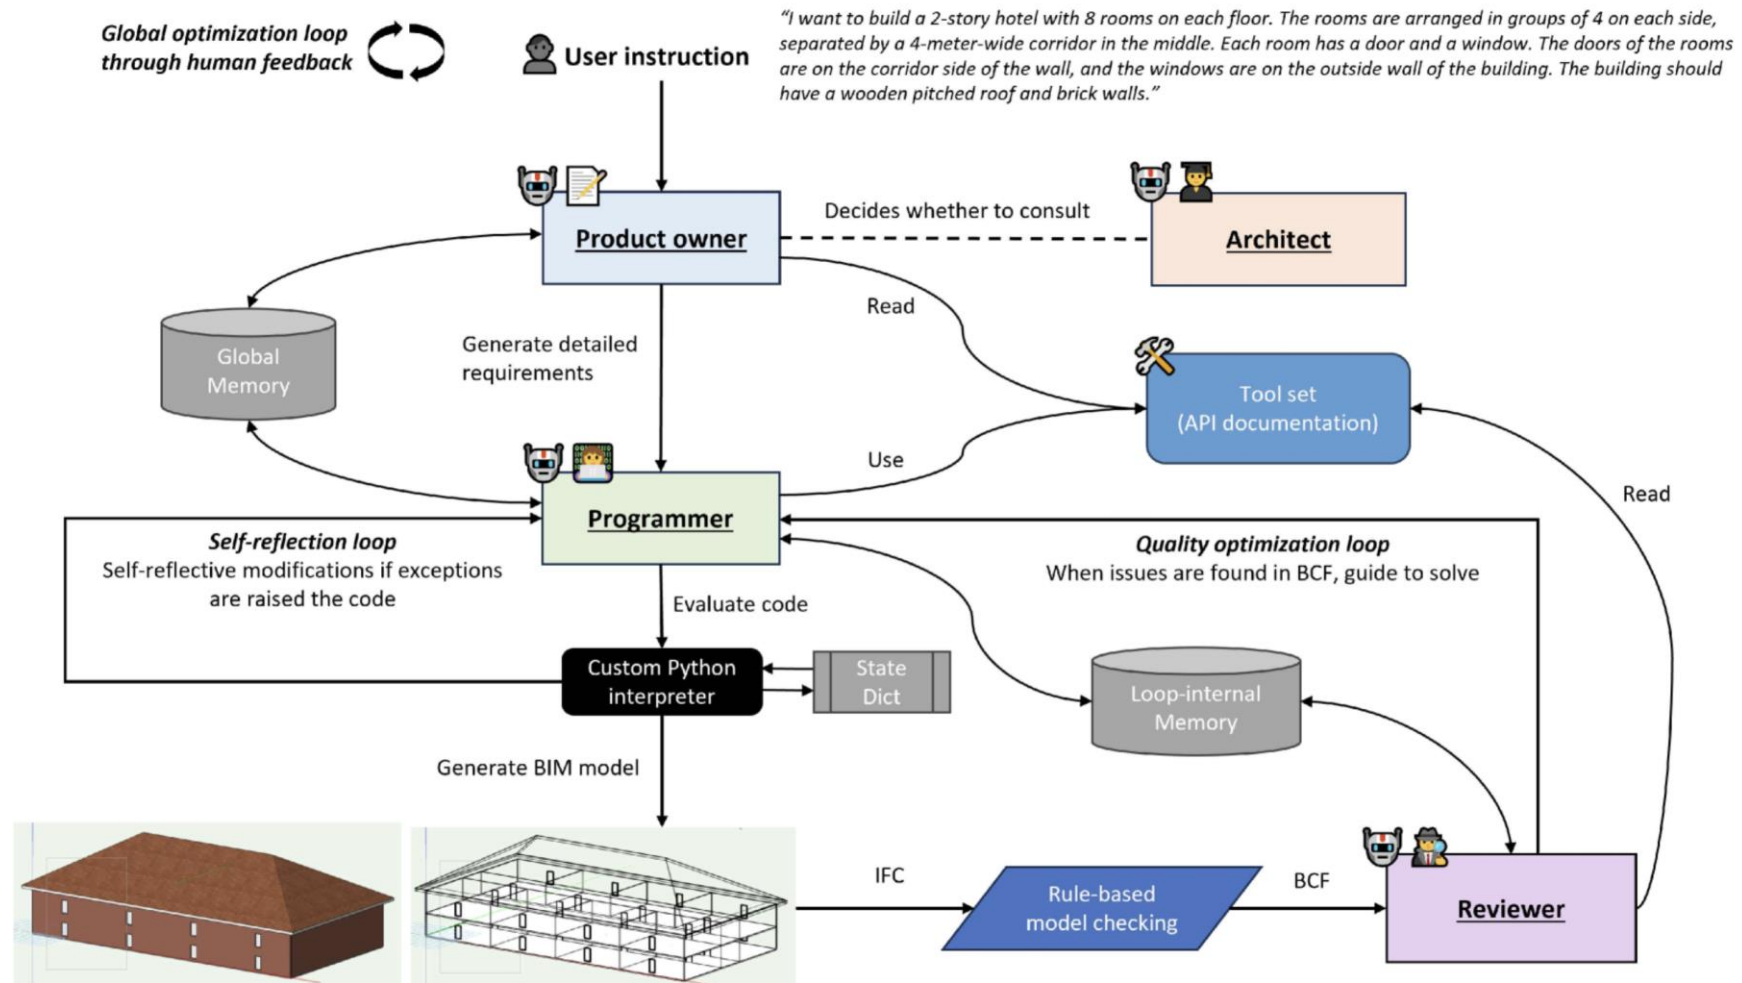 Global optimization loop
through human feedback
User instruction
“I want to build a 2-story hotel with 8 rooms on each floor. The rooms are arranged in groups of 4 on each side,
separated by a 4-meter-wide corridor in the middle. Each room has a door and a window. The doors of the rooms
are on the corridor side of the wall, and the windows are on the outside wall of the building. The building should
have a wooden pitched roof and brick walls.”
Product owner
Decides whether to consult
Architect
Read
Global
Memory
Generate detailed
requirements
Tool set
(API documentation)
Use
Read
Programmer
Self-reflection loop
Self-reflective modifications if exceptions
are raised the code
Quality optimization loop
When issues are found in BCF, guide to solve
Evaluate code
Custom Python
interpreter
State
Dict
Loop-internal
Memory
Generate BIM model
IFC
Rule-based
model checking
BCF
Reviewer